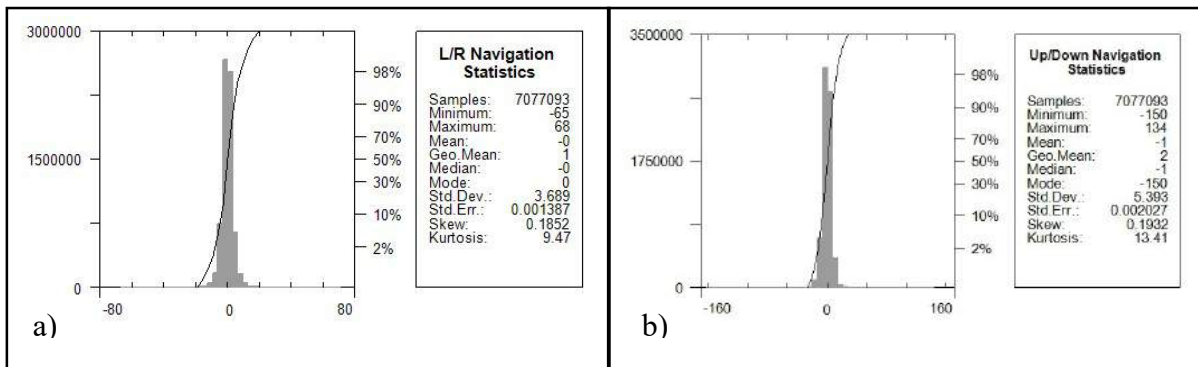 3000000
1500000
0
98%
90%
70%
50%
30%
10%
2%
-80 0 80
L/R Navigation
Statistics
Samples: 7077093
Minimum: -65
Maximum: 68
Mean: -0
Geo.Mean: 1
Median: -0
Mode: 0
Std.Dev.: 3.689
Std.Err.: 0.001387
Skew: 0.1852
Kurtosis: 9.47
a)
3500000
1750000
0
98%
90%
70%
50%
30%
10%
2%
-160 0 160
Up/Down Navigation
Statistics
Samples: 7077093
Minimum: -150
Maximum: 134
Mean: -1
Geo.Mean: 2
Median: -1
Mode: -150
Std.Dev.: 5.393
Std.Err.: 0.002027
Skew: 0.1932
Kurtosis: 13.41
b)